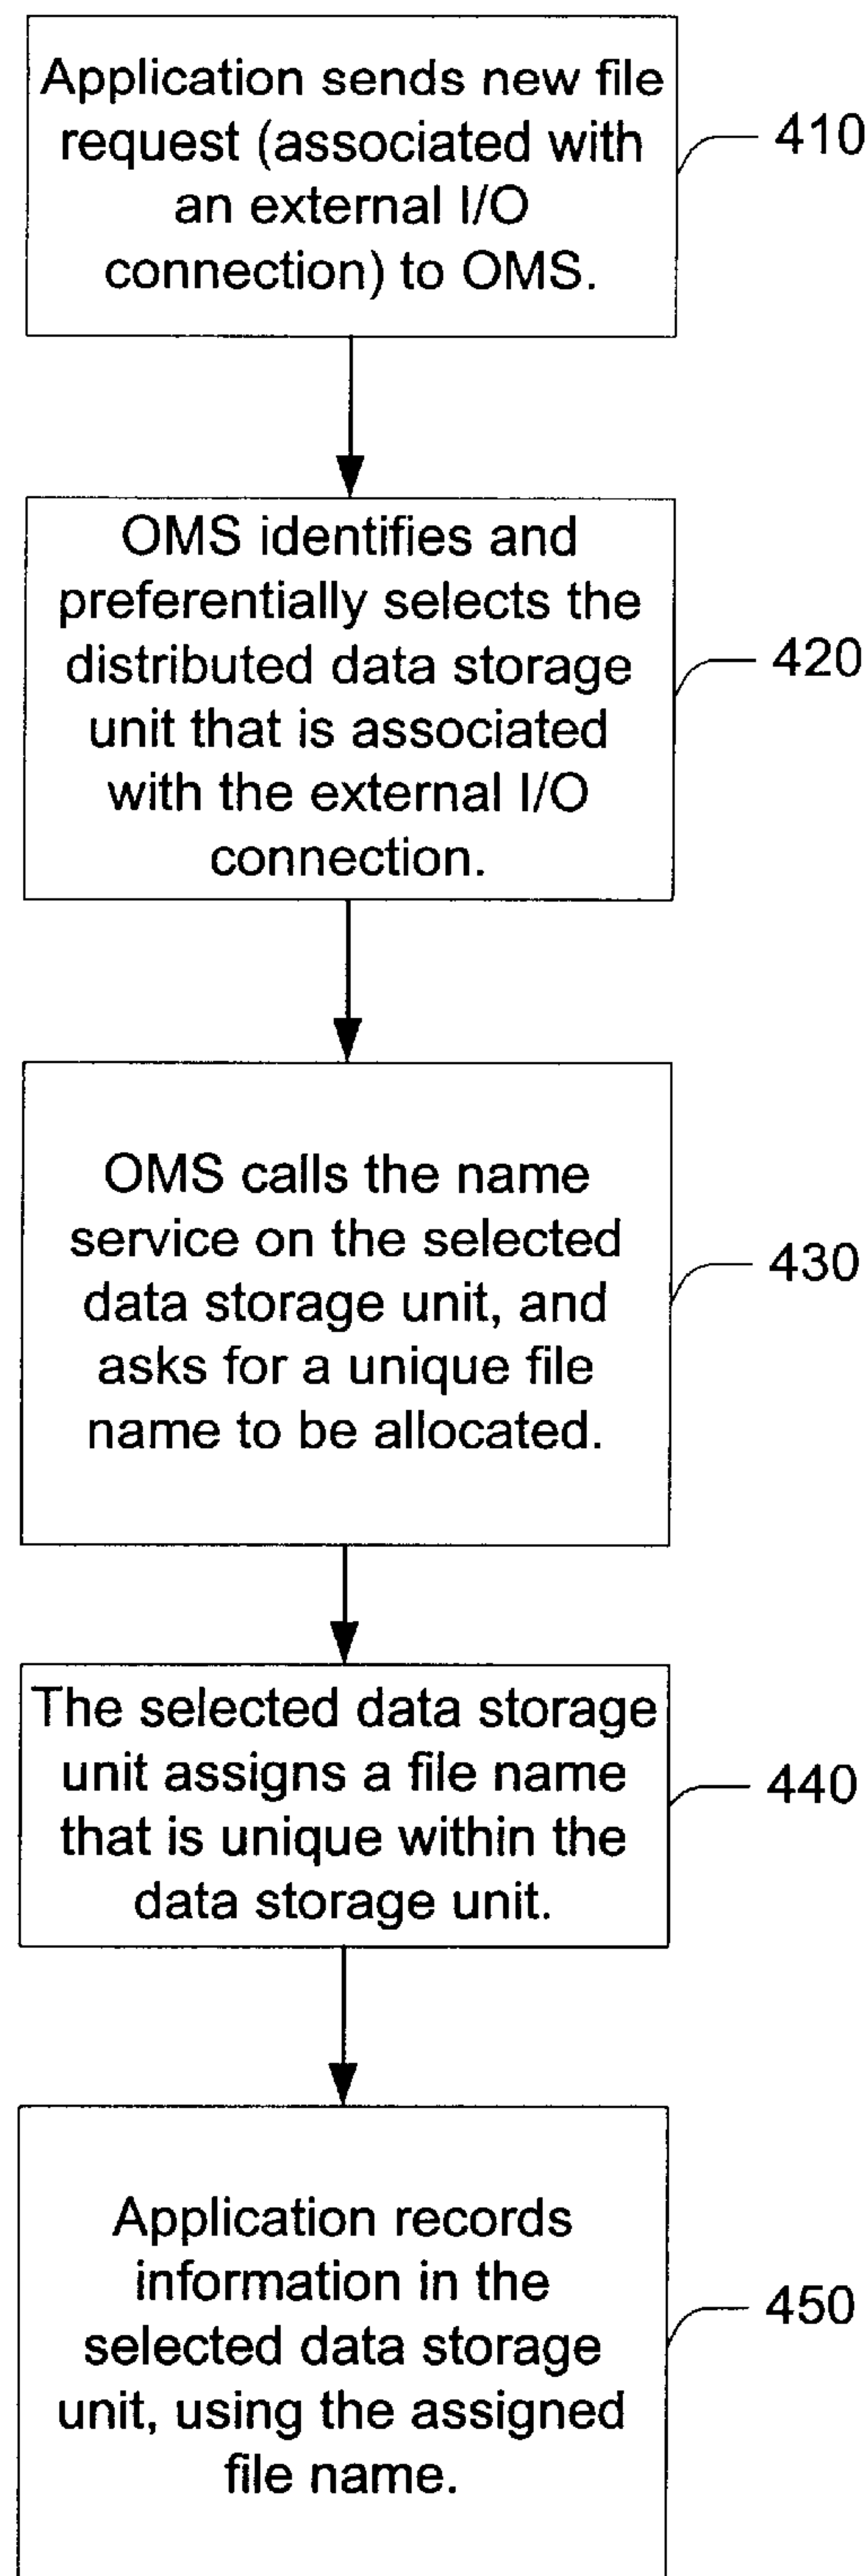 Application sends new file
request (associated with
an external I/O
connection) to OMS.
410
OMS identifies and
preferentially selects the
distributed data storage
unit that is associated
with the external I/O
connection.
420
OMS calls the name
service on the selected
data storage unit, and
asks for a unique file
name to be allocated.
430
The selected data storage
unit assigns a file name
that is unique within the
data storage unit.
440
Application records
information in the
selected data storage
unit, using the assigned
file name.
450